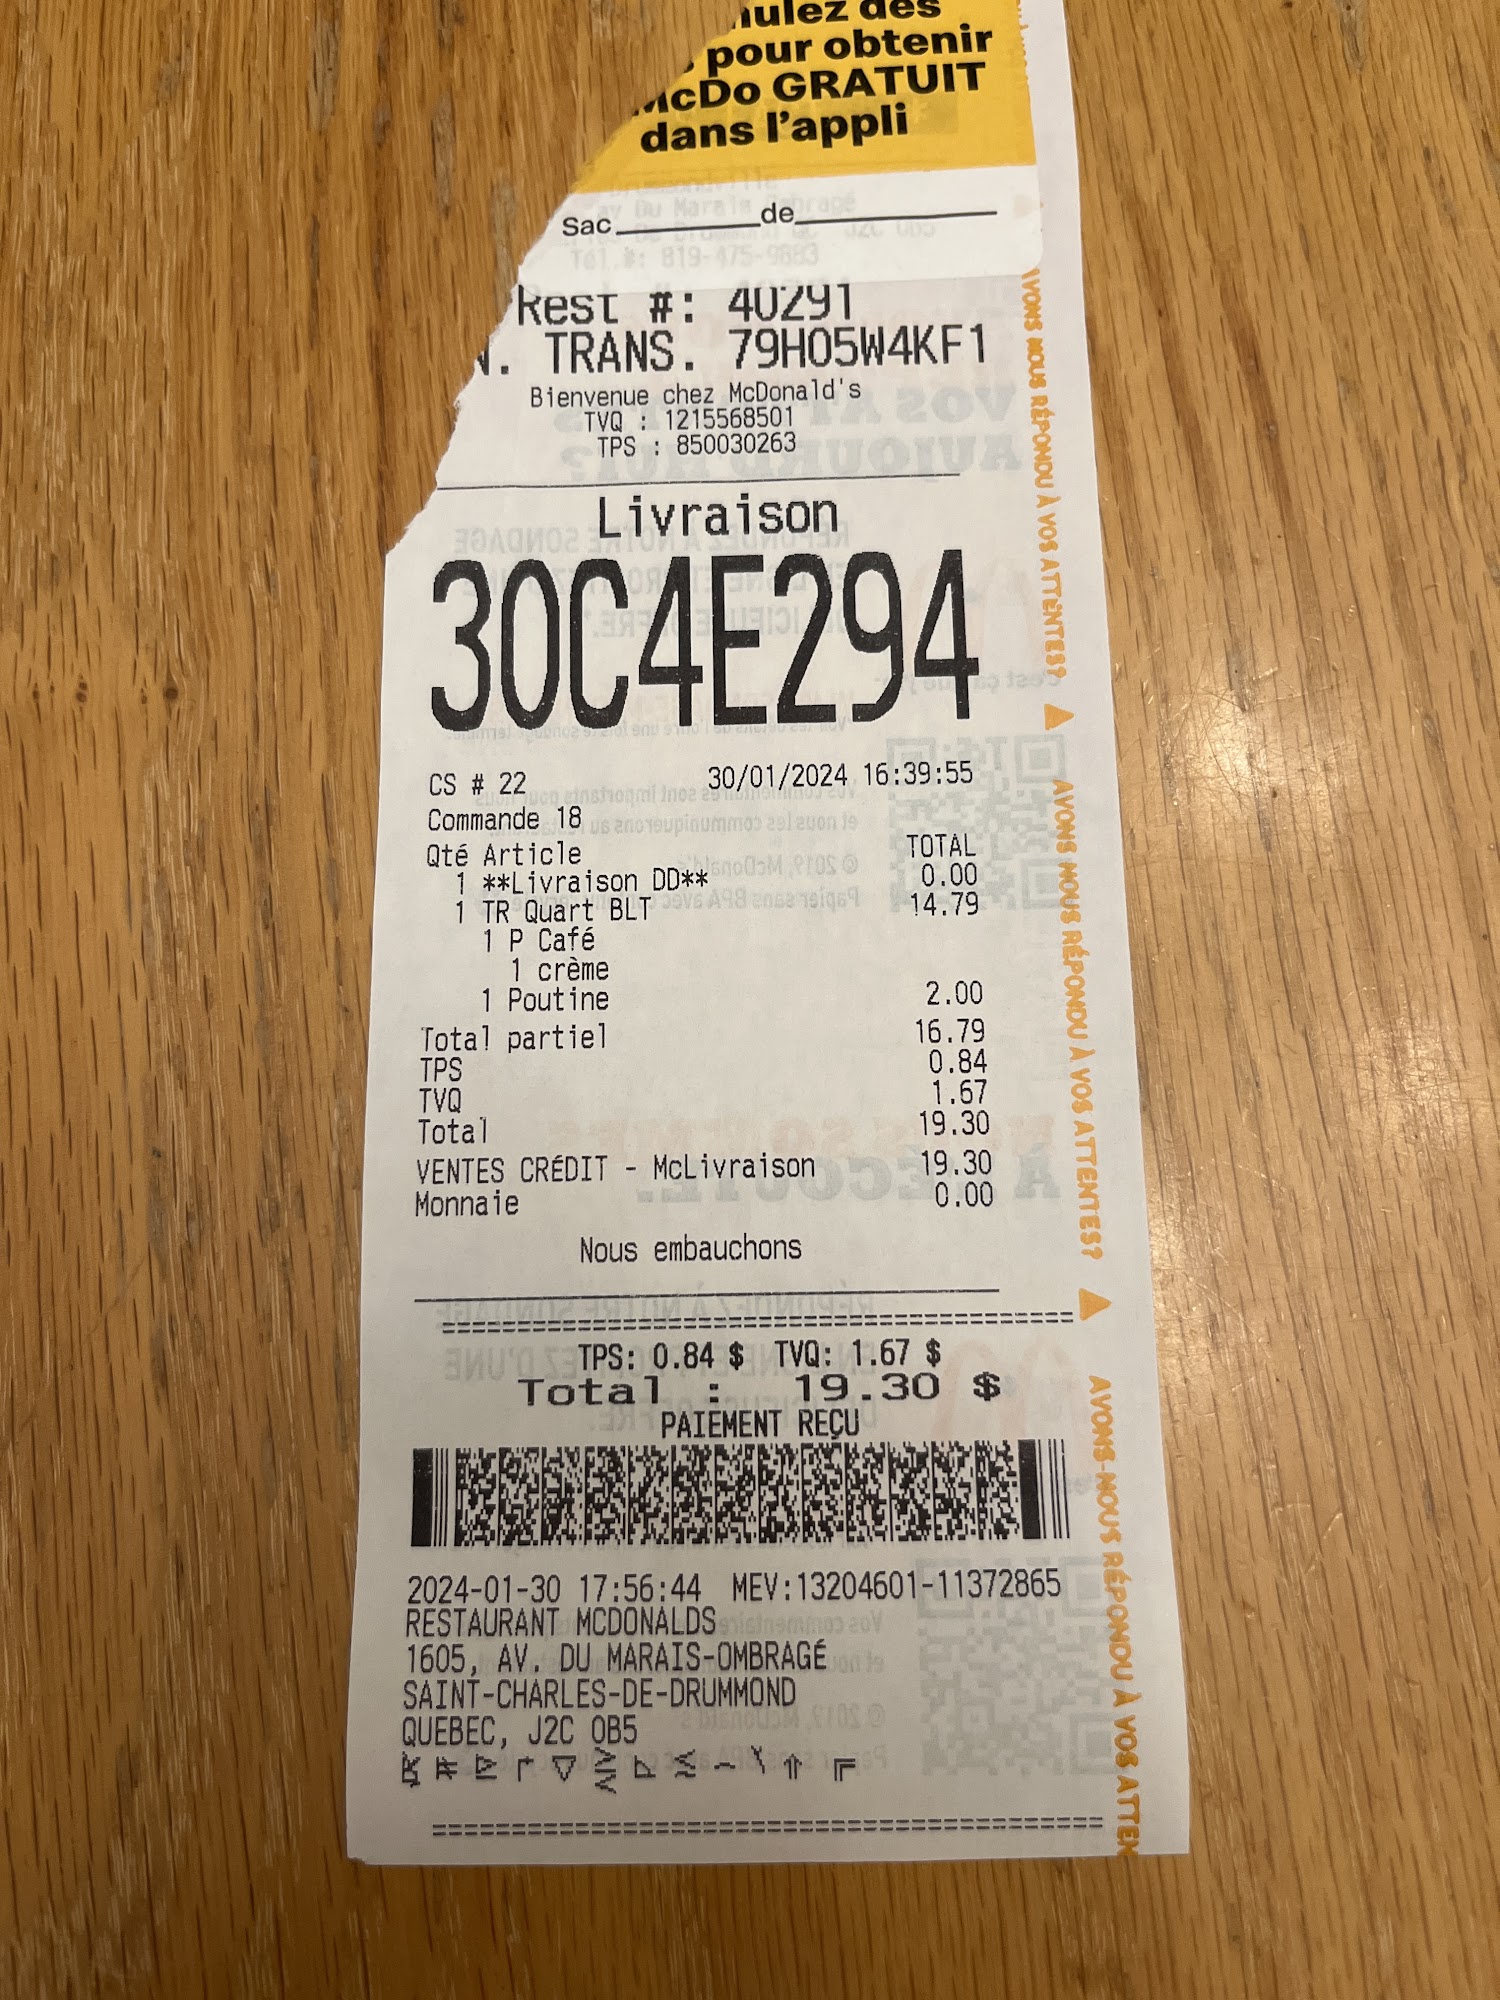 pour obtenir
McDo GRATUIT
dans l'appli
Sac________de____________
Tel.#: 819-475-9883
Rest #: 40291
N. TRANS. 79H05W4KF1
Bienvenue chez McDonald's
TVQ : 1215568501
TPS : 850030263
Livraison
30C4E294
CS # 22 30/01/2024 16:39:55
Commande 18
Qté Article TOTAL
1 **Livraison DD** 0.00
1 TR Quart BLT 14.79
1 P Café
1 crème
1 Poutine 2.00
Total partiel 16.79
TPS 0.84
TVQ 1.67
Total 19.30
VENTES CRÉDIT - McLivraison 19.30
Monnaie 0.00
Nous embauchons
TPS: 0.84 $ TVQ: 1.67 $
Total : 19.30 $
PAIEMENT REÇU
2024-01-30 17:56:44 MEV:13204601-11372865
RESTAURANT MCDONALDS
1605, AV. DU MARAIS-OMBRAGÉ
SAINT-CHARLES-DE-DRUMMOND
QUEBEC, J2C 0B5
AVONS NOUS RÉPONDU À VOS ATTENTES?
AVONS NOUS RÉPONDU À VOS ATTENTES?
AVONS-NOUS RÉPONDU À VOS ATTEN